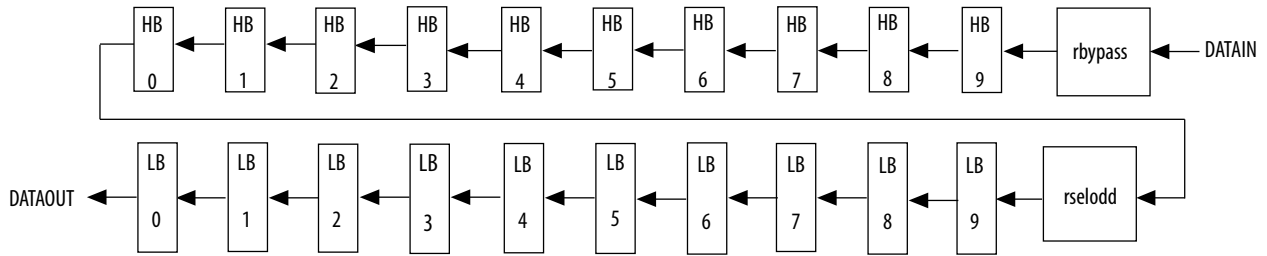 HB HB HB HB HB HB HB HB HB HB
rbypass DATAIN
0 1 2 3 4 5 6 7 8 9
LB LB LB LB LB LB LB LB LB LB
DATAOUT rselodd
0 1 2 3 4 5 6 7 8 9